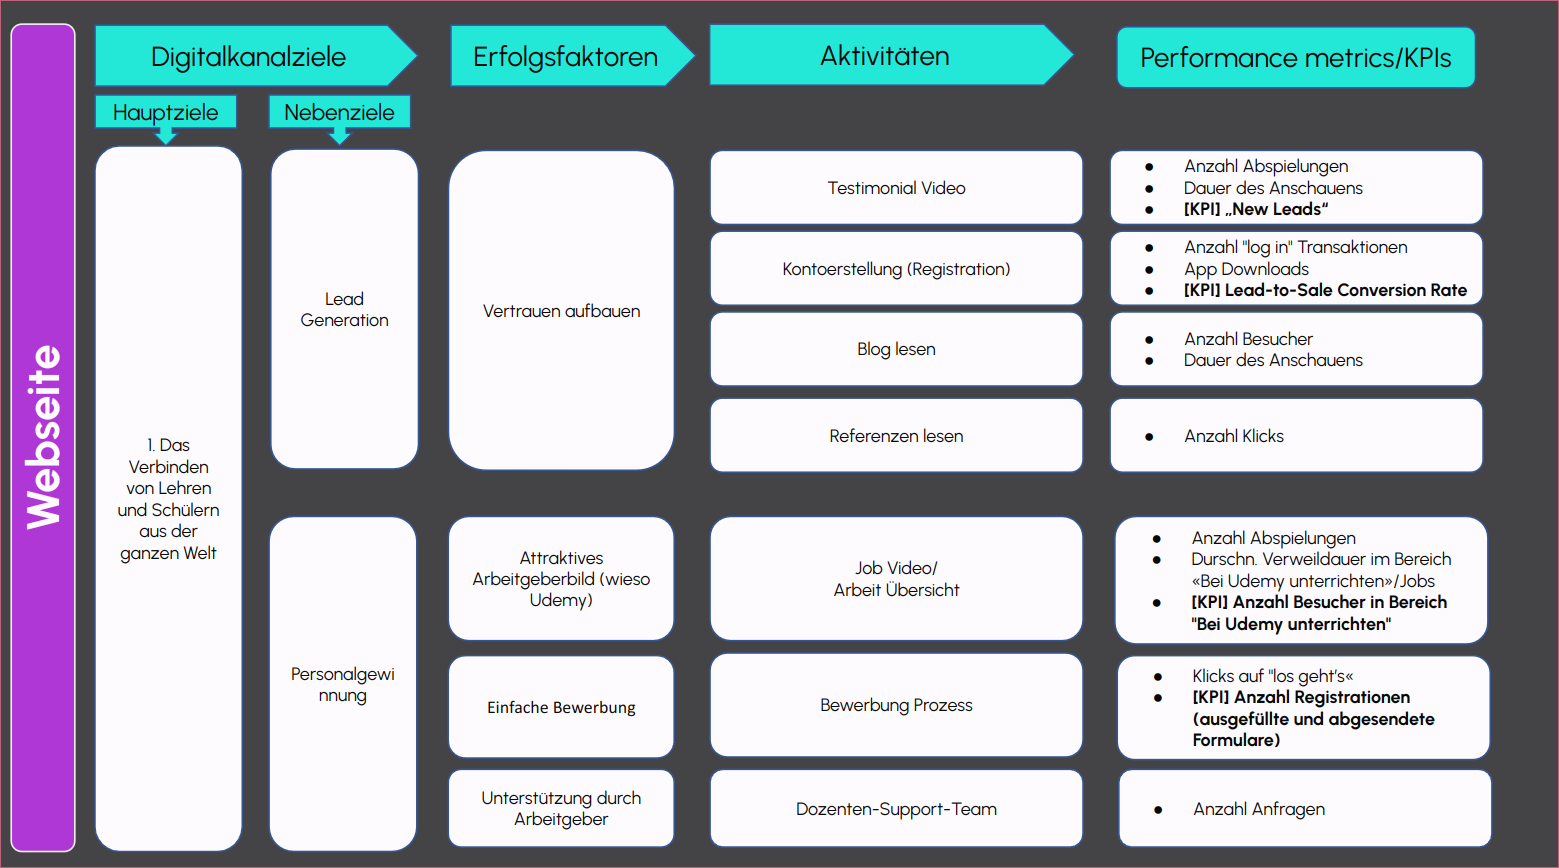 Webseite
Digitalkanalziele
Erfolgsfaktoren
Aktivitäten
Performance metrics/KPIs
Hauptziele
Nebenziele
1. Das
Verbinden
von Lehren
und Schülern
aus der
ganzen Welt
Lead
Generation
Vertrauen aufbauen
Testimonial Video
● Anzahl Abspielungen
● Dauer des Anschauens
● [KPI] „New Leads“
Kontoerstellung (Registration)
● Anzahl "log in" Transaktionen
● App Downloads
● [KPI] Lead-to-Sale Conversion Rate
Blog lesen
● Anzahl Besucher
● Dauer des Anschauens
Referenzen lesen
● Anzahl Klicks
Personalgewi
nnung
Attraktives
Arbeitgeberbild (wieso
Udemy)
Job Video/
Arbeit Übersicht
● Anzahl Abspielungen
● Durschn. Verweildauer im Bereich
«Bei Udemy unterrichten»/Jobs
● [KPI] Anzahl Besucher in Bereich
"Bei Udemy unterrichten"
Einfache Bewerbung
Bewerbung Prozess
● Klicks auf "los geht's«
● [KPI] Anzahl Registrationen
(ausgefüllte und abgesendete
Formulare)
Unterstützung durch
Arbeitgeber
Dozenten-Support-Team
● Anzahl Anfragen